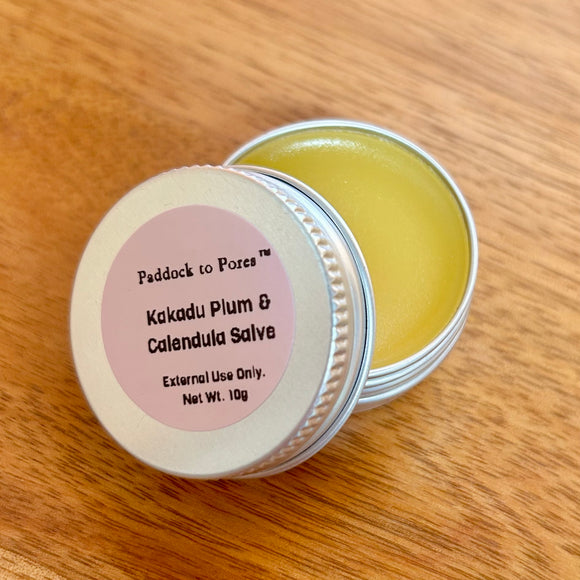 Paddock to Pores™
Kakadu Plum &
Calendula Salve
External Use Only.
Net Wt. 10g